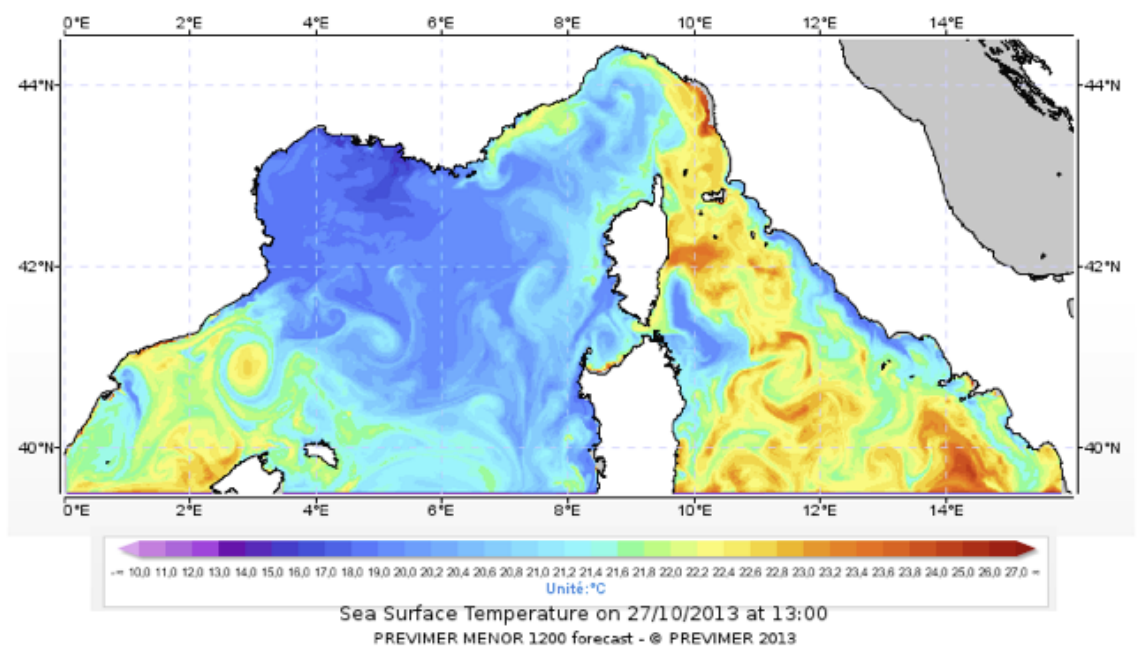 0°E 2°E 4°E 6°E 8°E 10°E 12°E 14°E
44°N 44°N
42°N 42°N
40°N 40°N
0°E 2°E 4°E 6°E 8°E 10°E 12°E 14°E
-∞ 10,0 11,0 12,0 13,0 14,0 15,0 16,0 17,0 18,0 19,0 20,0 20,2 20,4 20,6 20,8 21,0 21,2 21,4 21,6 21,8 22,0 22,2 22,4 22,6 22,8 23,0 23,2 23,4 23,6 23,8 24,0 25,0 26,0 27,0 ∞
Unité:°C
Sea Surface Temperature on 27/10/2013 at 13:00
PREVIMER MENOR 1200 forecast - © PREVIMER 2013